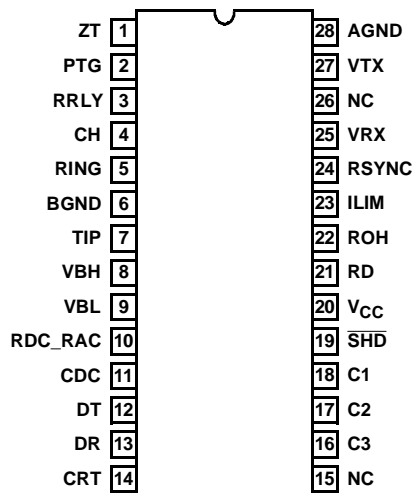 ZT 1 28 AGND
PTG 2 27 VTX
RRLY 3 26 NC
CH 4 25 VRX
RING 5 24 RSYNC
BGND 6 23 ILIM
TIP 7 22 ROH
VBH 8 21 RD
VBL 9 20 VCC
RDC_RAC 10 19 SHD
CDC 11 18 C1
DT 12 17 C2
DR 13 16 C3
CRT 14 15 NC